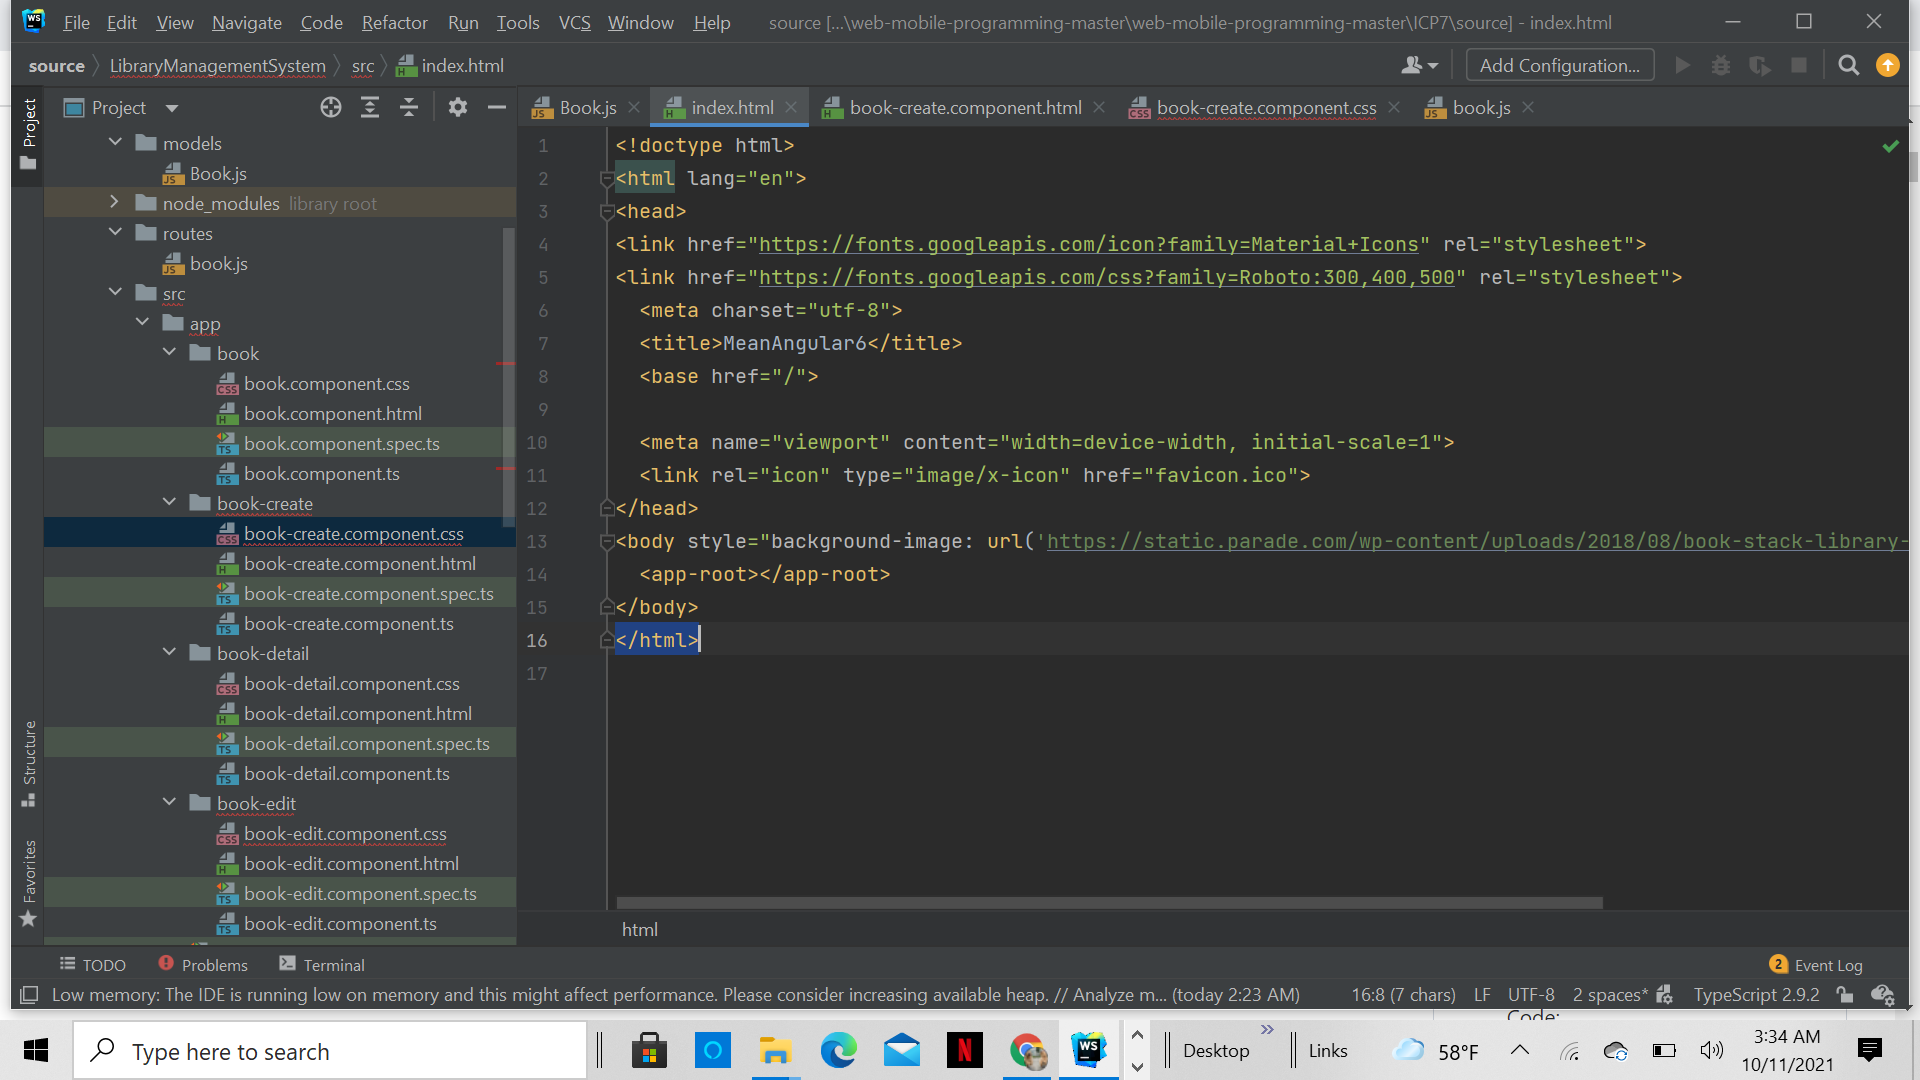 WS File Edit View Navigate Code Refactor Run Tools VCS Window Help source [...\web-mobile-programming-master\web-mobile-programming-master\ICP7\source] - index.html
source LibraryManagementSystem src index.html Add Configuration...
Project
Project
Book.js index.html book-create.component.html book-create.component.css book.js
models
Book.js
node_modules library root
routes
book.js
src
app
book
book.component.css
book.component.html
book.component.spec.ts
book.component.ts
book-create
book-create.component.css
book-create.component.html
book-create.component.spec.ts
book-create.component.ts
book-detail
book-detail.component.css
book-detail.component.html
book-detail.component.spec.ts
book-detail.component.ts
book-edit
book-edit.component.css
book-edit.component.html
book-edit.component.spec.ts
book-edit.component.ts
Structure
Favorites
1 <!doctype html>
2 <html lang="en">
3 <head>
4 <link href="https://fonts.googleapis.com/icon?family=Material+Icons" rel="stylesheet">
5 <link href="https://fonts.googleapis.com/css?family=Roboto:300,400,500" rel="stylesheet">
6 <meta charset="utf-8">
7 <title>MeanAngular6</title>
8 <base href="/">
9
10 <meta name="viewport" content="width=device-width, initial-scale=1">
11 <link rel="icon" type="image/x-icon" href="favicon.ico">
12 </head>
13 <body style="background-image: url('https://static.parade.com/wp-content/uploads/2018/08/book-stack-library-
14 <app-root></app-root>
15 </body>
16 </html>
17
html
TODO Problems Terminal 2 Event Log
Low memory: The IDE is running low on memory and this might affect performance. Please consider increasing available heap. // Analyze m... (today 2:23 AM) 16:8 (7 chars) LF UTF-8 2 spaces* TypeScript 2.9.2
Code:
Type here to search N WS Desktop Links 58°F 3:34 AM
10/11/2021